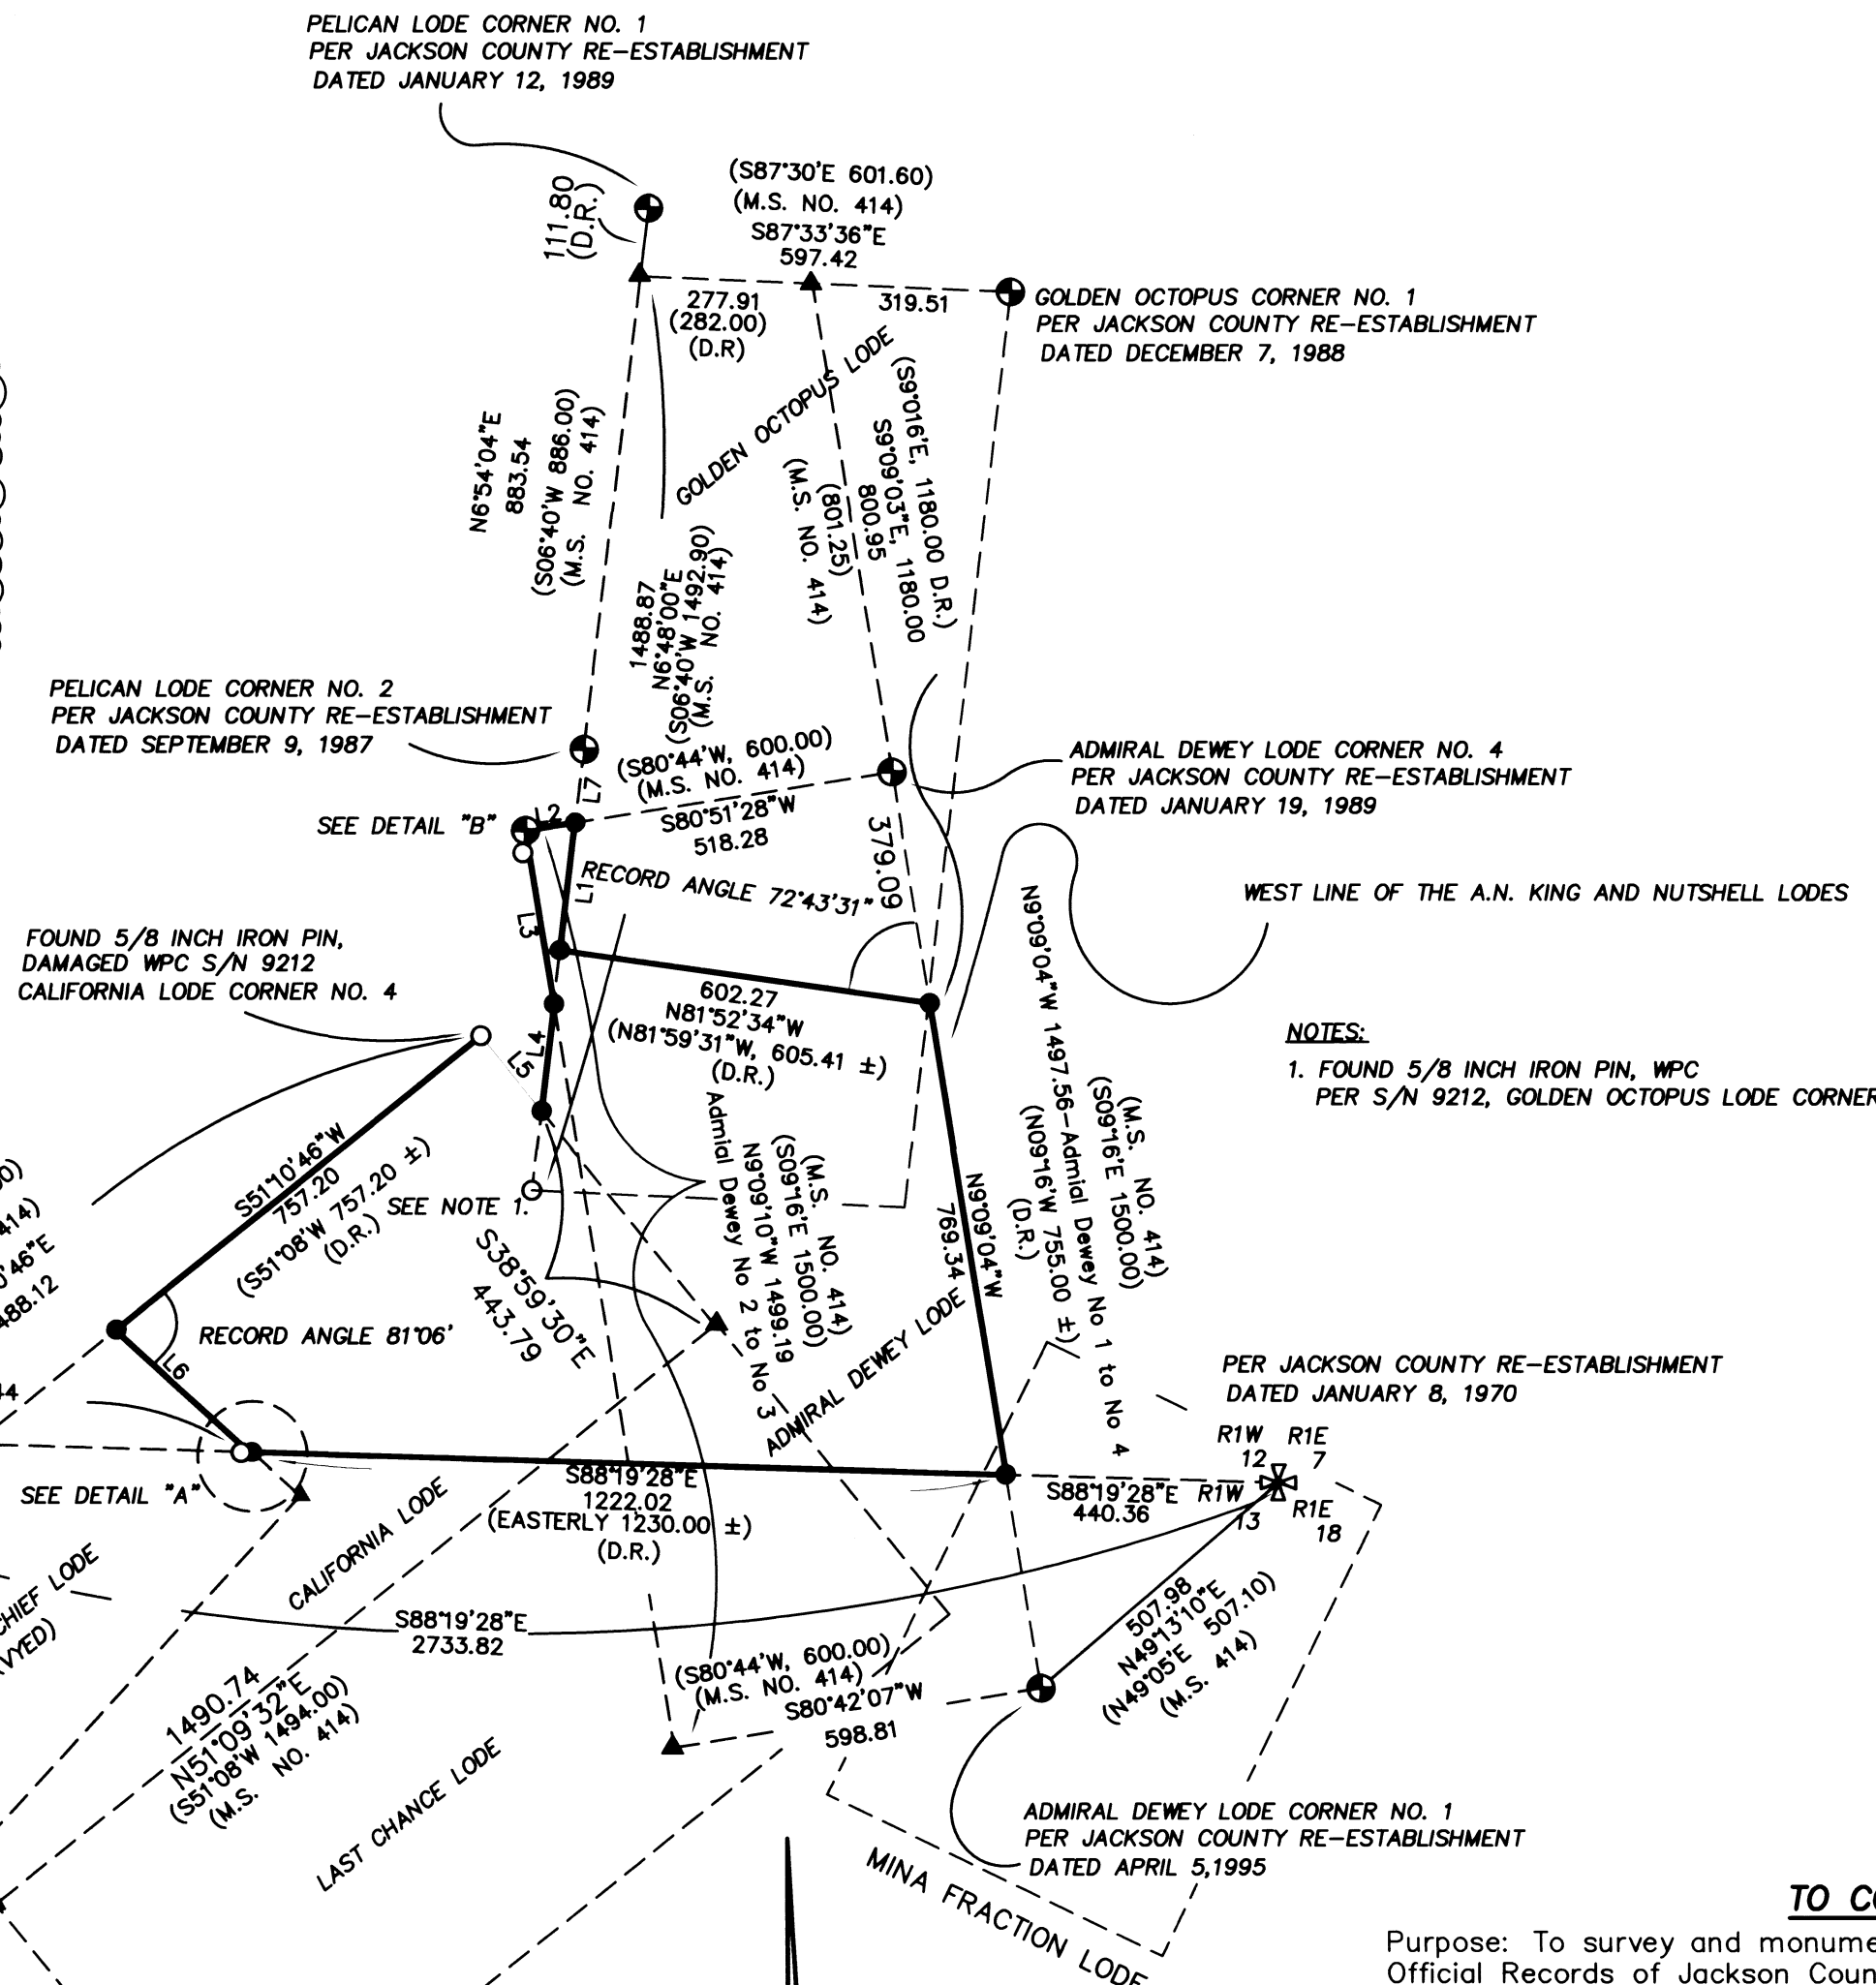 PELICAN LODE CORNER NO. 1
PER JACKSON COUNTY RE-ESTABLISHMENT
DATED JANUARY 12, 1989
111.80
(D.R.)
(S87°30'E 601.60)
(M.S. NO. 414)
S87°33'36"E
597.42
277.91
(282.00)
(D.R)
319.51
GOLDEN OCTOPUS CORNER NO. 1
PER JACKSON COUNTY RE-ESTABLISHMENT
DATED DECEMBER 7, 1988
GOLDEN OCTOPUS LODE
N6°54'04"E
883.54
(S06°40'W 886.00)
(M.S. NO. 414)
(S9°016'E, 1180.00 D.R.)
S9°09'03"E, 1180.00
800.95
(801.25)
(M.S. NO. 414)
1488.87
N6°48'00"E
(S06°40'W 1492.90)
(M.S. NO. 414)
PELICAN LODE CORNER NO. 2
PER JACKSON COUNTY RE-ESTABLISHMENT
DATED SEPTEMBER 9, 1987
L7
(S80°44'W, 600.00)
(M.S. NO. 414)
S80°51'28"W
518.28
ADMIRAL DEWEY LODE CORNER NO. 4
PER JACKSON COUNTY RE-ESTABLISHMENT
DATED JANUARY 19, 1989
SEE DETAIL "B"
L2
L1
L3
379.09
RECORD ANGLE 72°43'31"
WEST LINE OF THE A.N. KING AND NUTSHELL LODES
FOUND 5/8 INCH IRON PIN,
DAMAGED WPC S/N 9212
CALIFORNIA LODE CORNER NO. 4
602.27
N81°52'34"W
(N81°59'31"W, 605.41 ±)
(D.R.)
L4
L5
NOTES:
1. FOUND 5/8 INCH IRON PIN, WPC
PER S/N 9212, GOLDEN OCTOPUS LODE CORNER
N9°09'04"W 1497.56-Admial Dewey No 1 to No 4
(S09°16'E 1500.00)
(M.S. NO. 414)
(N09°16'W 755.00 ±)
(D.R.)
N9°09'04"W
769.34
Admial Dewey No 2 to No 3
N9°09'10"W 1499.19
(S09°16'E 1500.00)
(M.S. NO. 414)
S51°10'46"W
757.20
(S51°08'W 757.20 ±)
(D.R.)
SEE NOTE 1.
S38°59'30"E
443.79
414)
46"E
488.12
RECORD ANGLE 81°06'
L6
ADMIRAL DEWEY LODE
PER JACKSON COUNTY RE-ESTABLISHMENT
DATED JANUARY 8, 1970
R1W R1E
12 7
R1W
13
R1E
18
SEE DETAIL "A"
S88°19'28"E
1222.02
(EASTERLY 1230.00 ±)
(D.R.)
S88°19'28"E
440.36
CALIFORNIA LODE
CHIEF LODE
S88°19'28"E
2733.82
507.98
N49°13'10"E
(N49°05'E 507.10)
(M.S. 414)
(S80°44'W, 600.00)
(M.S. NO. 414)
S80°42'07"W
598.81
1490.74
N51°09'32"E
(S51°08'W 1494.00)
(M.S. NO. 414)
LAST CHANCE LODE
ADMIRAL DEWEY LODE CORNER NO. 1
PER JACKSON COUNTY RE-ESTABLISHMENT
DATED APRIL 5,1995
MINA FRACTION LODE
TO
Purpose: To survey and
Official Records of Jackson